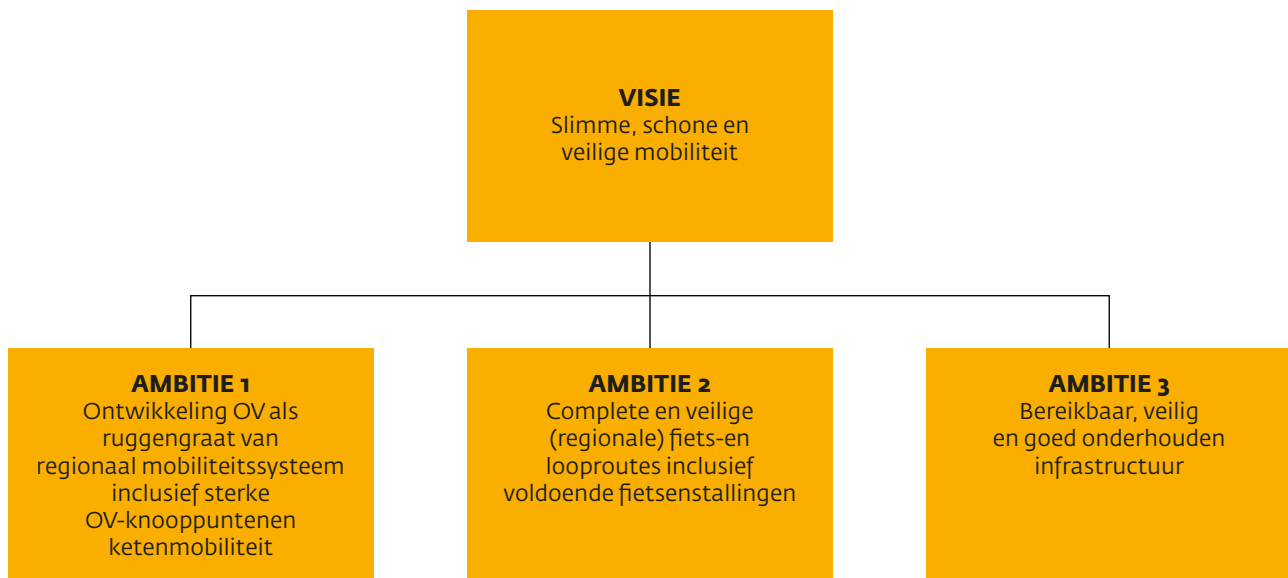 VISIE
Slimme, schone en
veilige mobiliteit
AMBITIE 1
Ontwikkeling OV als
ruggengraat van
regionaal mobiliteitssysteem
inclusief sterke
OV-knooppuntenen
ketenmobiliteit
AMBITIE 2
Complete en veilige
(regionale) fiets-en
looproutes inclusief
voldoende fietsenstallingen
AMBITIE 3
Bereikbaar, veilig
en goed onderhouden
infrastructuur